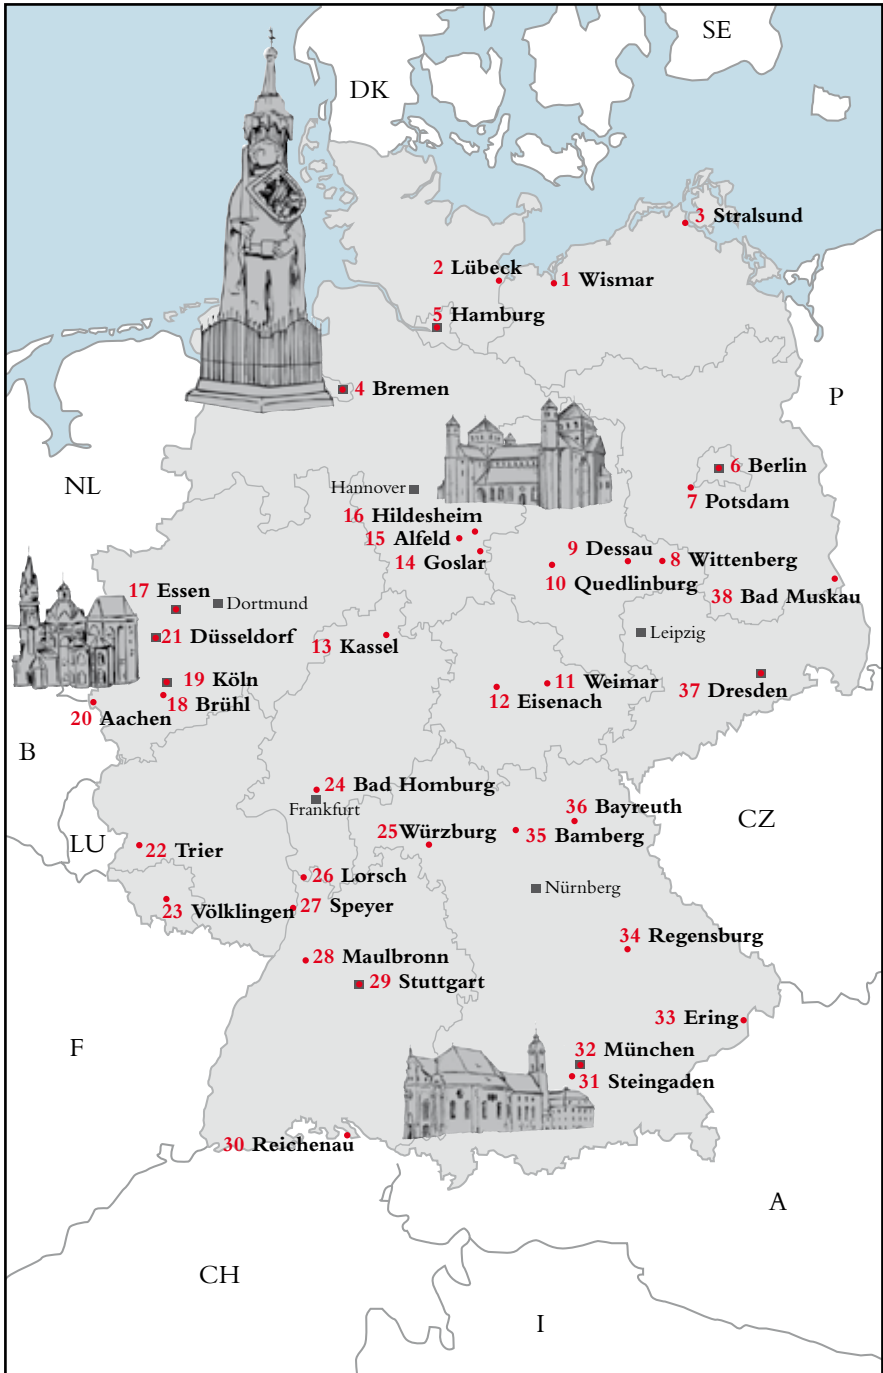 SE
DK
3 Stralsund
2 Lübeck
1 Wismar
5 Hamburg
4 Bremen
P
6 Berlin
NL
Hannover
7 Potsdam
16 Hildesheim
15 Alfeld
9 Dessau
14 Goslar
8 Wittenberg
10 Quedlinburg
17 Essen
38 Bad Muskau
Dortmund
21 Düsseldorf
Leipzig
13 Kassel
19 Köln
11 Weimar
37 Dresden
18 Brühl
12 Eisenach
20 Aachen
B
24 Bad Homburg
Frankfurt
36 Bayreuth
CZ
25 Würzburg
35 Bamberg
LU
22 Trier
26 Lorsch
Nürnberg
23 Völklingen
27 Speyer
34 Regensburg
28 Maulbronn
29 Stuttgart
33 Ering
F
32 München
31 Steingaden
30 Reichenau
A
CH
I